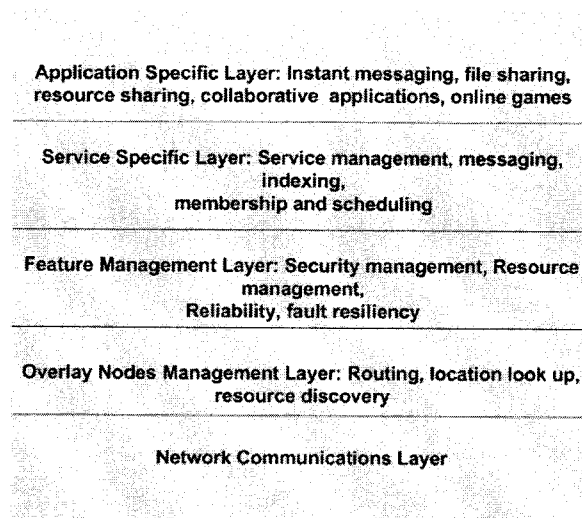 Application Specific Layer: Instant messaging, file sharing,
resource sharing, collaborative applications, online games
Service Specific Layer: Service management, messaging,
indexing,
membership and scheduling
Feature Management Layer: Security management, Resource
management,
Reliability, fault resiliency
Overlay Nodes Management Layer: Routing, location look up,
resource discovery
Network Communications Layer